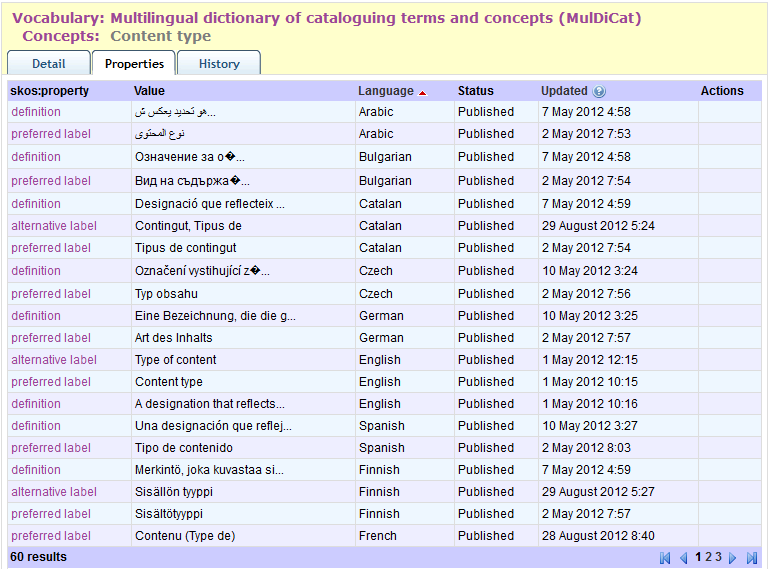 Vocabulary: Multilingual dictionary of cataloguing terms and concepts (MulDiCat)
Concepts: Content type
Detail Properties History
skos:property Value Language Status Updated Actions
definition هو تحديد يعكس ش... Arabic Published 7 May 2012 4:58
preferred label نوع المحتوى Arabic Published 2 May 2012 7:53
definition Означение за о�... Bulgarian Published 7 May 2012 4:58
preferred label Вид на съдържа�... Bulgarian Published 2 May 2012 7:54
definition Designació que reflecteix ... Catalan Published 7 May 2012 4:59
alternative label Contingut, Tipus de Catalan Published 29 August 2012 5:24
preferred label Tipus de contingut Catalan Published 2 May 2012 7:54
definition Označení vystihující z�... Czech Published 10 May 2012 3:24
preferred label Typ obsahu Czech Published 2 May 2012 7:56
definition Eine Bezeichnung, die die g... German Published 10 May 2012 3:25
preferred label Art des Inhalts German Published 2 May 2012 7:57
alternative label Type of content English Published 1 May 2012 12:15
preferred label Content type English Published 1 May 2012 10:15
definition A designation that reflects... English Published 1 May 2012 10:16
definition Una designación que reflej... Spanish Published 10 May 2012 3:27
preferred label Tipo de contenido Spanish Published 2 May 2012 8:03
definition Merkintö, joka kuvastaa si... Finnish Published 7 May 2012 4:59
alternative label Sisällön tyyppi Finnish Published 29 August 2012 5:27
preferred label Sisältötyyppi Finnish Published 2 May 2012 7:57
preferred label Contenu (Type de) French Published 28 August 2012 8:40
60 results 1 2 3